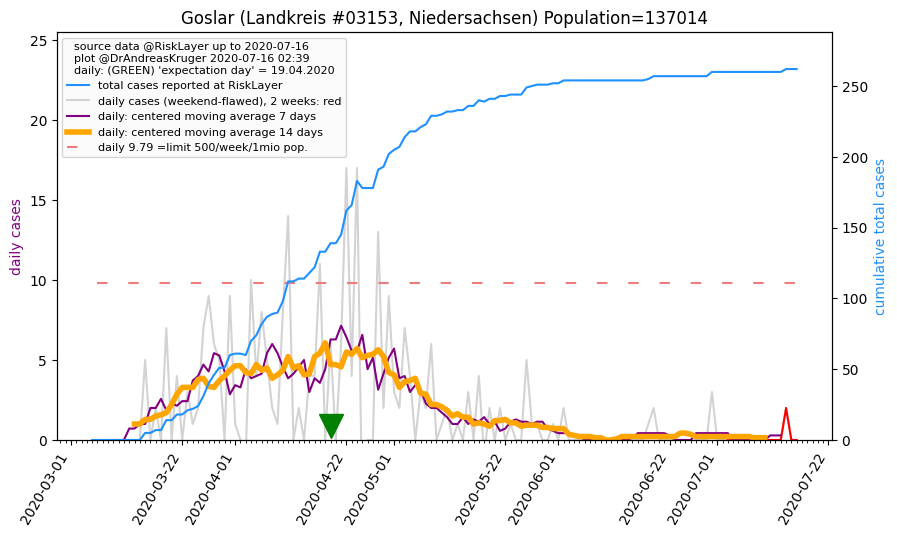 Goslar (Landkreis #03153, Niedersachsen) Population=137014
source data @RiskLayer up to 2020-07-16
plot @DrAndreasKruger 2020-07-16 02:39
daily: (GREEN) 'expectation day' = 19.04.2020
total cases reported at RiskLayer
daily cases (weekend-flawed), 2 weeks: red
daily: centered moving average 7 days
daily: centered moving average 14 days
daily 9.79 =limit 500/week/1mio pop.
daily cases
25
20
15
10
5
0
cumulative total cases
250
200
150
100
50
0
2020-03-01
2020-03-22
2020-04-01
2020-04-22
2020-05-01
2020-05-22
2020-06-01
2020-06-22
2020-07-01
2020-07-22